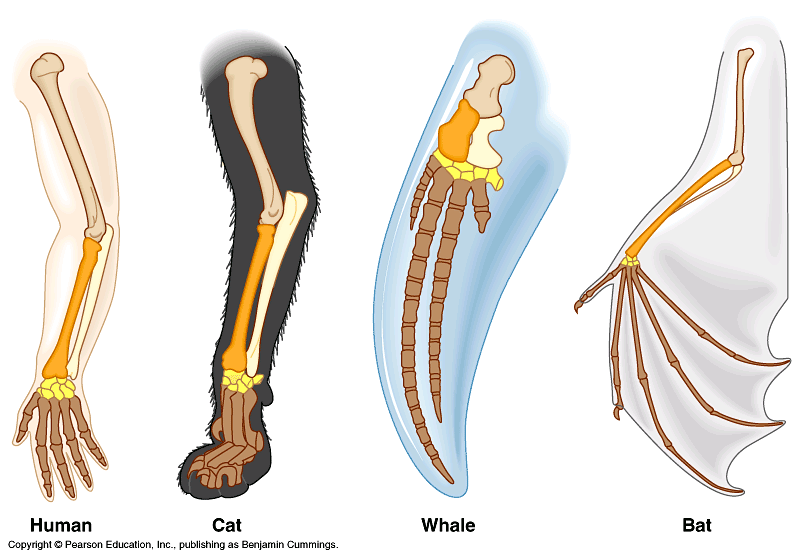 Human Cat Whale Bat
Copyright © Pearson Education, Inc., publishing as Benjamin Cummings.